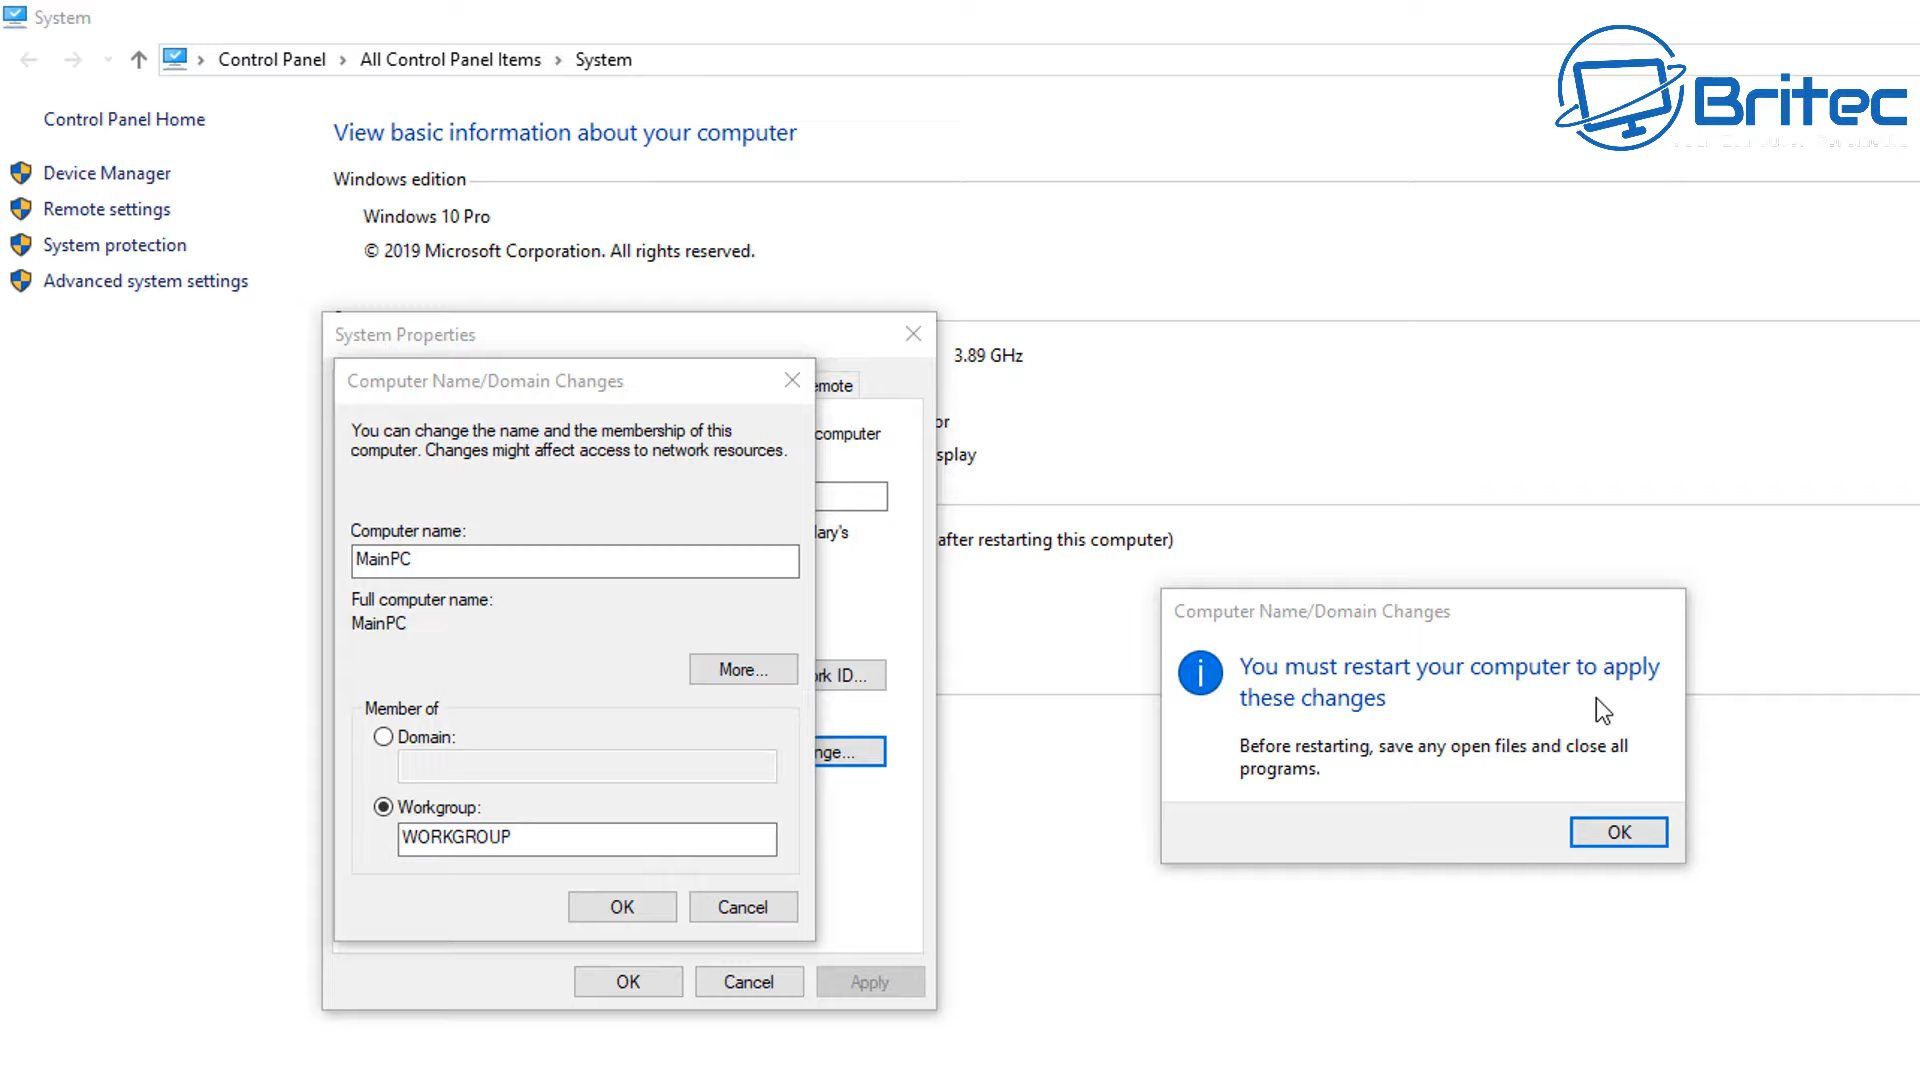 System
Control Panel
All Control Panel Items
System
Britec
Control Panel Home
Device Manager
Remote settings
System protection
Advanced system settings
View basic information about your computer
Windows edition
Windows 10 Pro
© 2019 Microsoft Corporation. All rights reserved.
System Properties
3.89 GHz
Computer Name/Domain Changes
emote
You can change the name and the membership of this
computer. Changes might affect access to network resources.
computer
or
splay
Computer name:
MainPC
lary's
after restarting this computer)
Full computer name:
MainPC
More...
ork ID...
Member of
Domain:
nge...
Workgroup:
WORKGROUP
OK
Cancel
OK
Cancel
Apply
Computer Name/Domain Changes
You must restart your computer to apply
these changes
Before restarting, save any open files and close all
programs.
OK